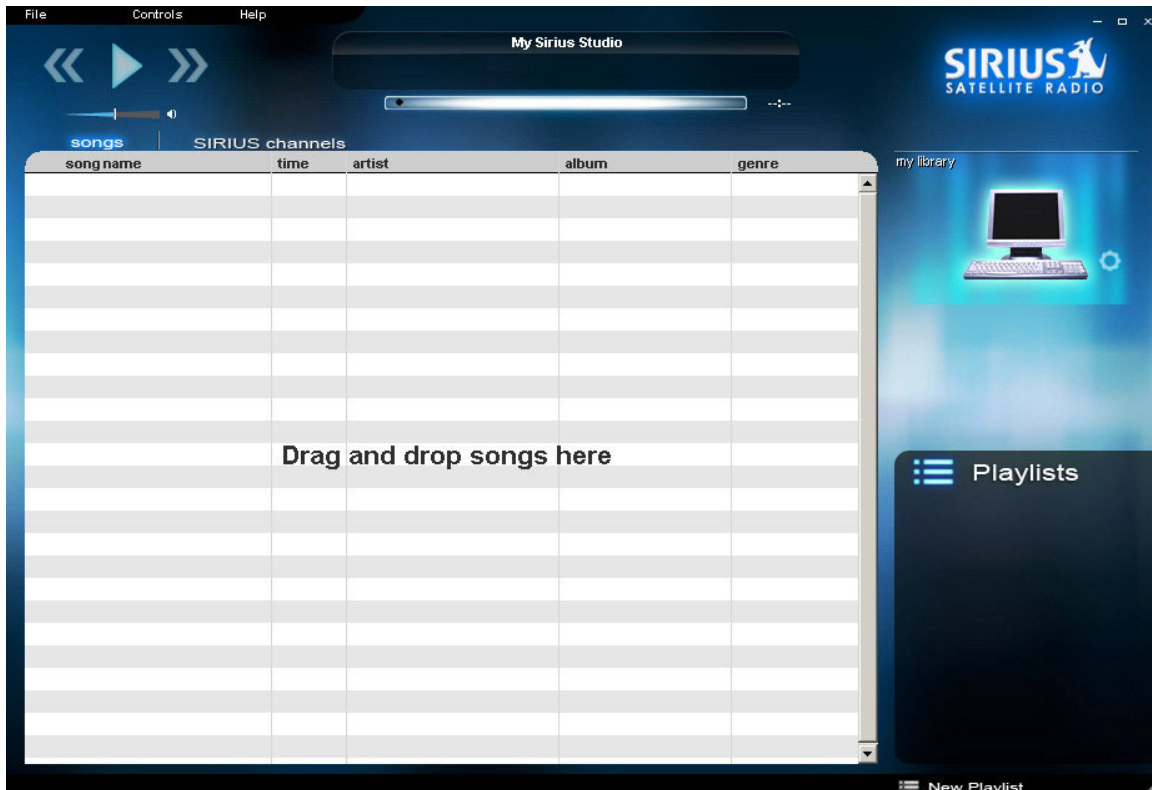 File Controls Help
My Sirius Studio
SIRIUS
SATELLITE RADIO
--:--
songs SIRIUS channels
song name time artist album genre
my library
Drag and drop songs here
Playlists
New Playlist